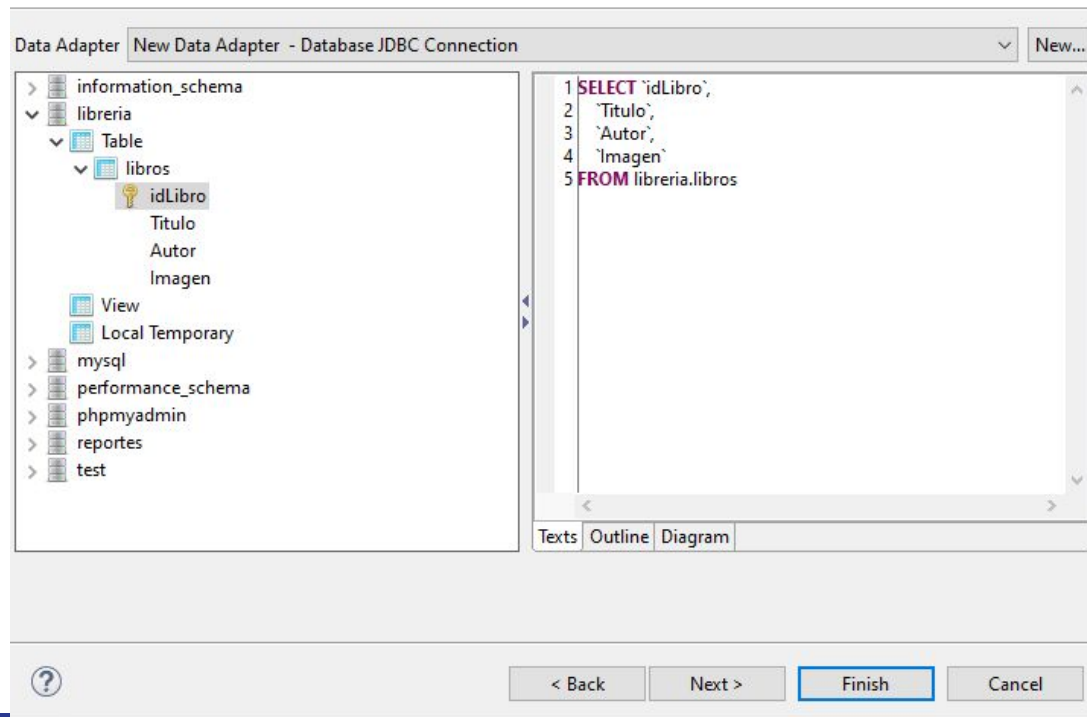 Data Adapter New Data Adapter - Database JDBC Connection New...
information_schema
libreria
Table
libros
idLibro
Titulo
Autor
Imagen
View
Local Temporary
mysql
performance_schema
phpmyadmin
reportes
test
1 SELECT `idLibro`,
2 `Titulo`,
3 `Autor`,
4 `Imagen`
5 FROM libreria.libros
Texts Outline Diagram
? < Back Next > Finish Cancel